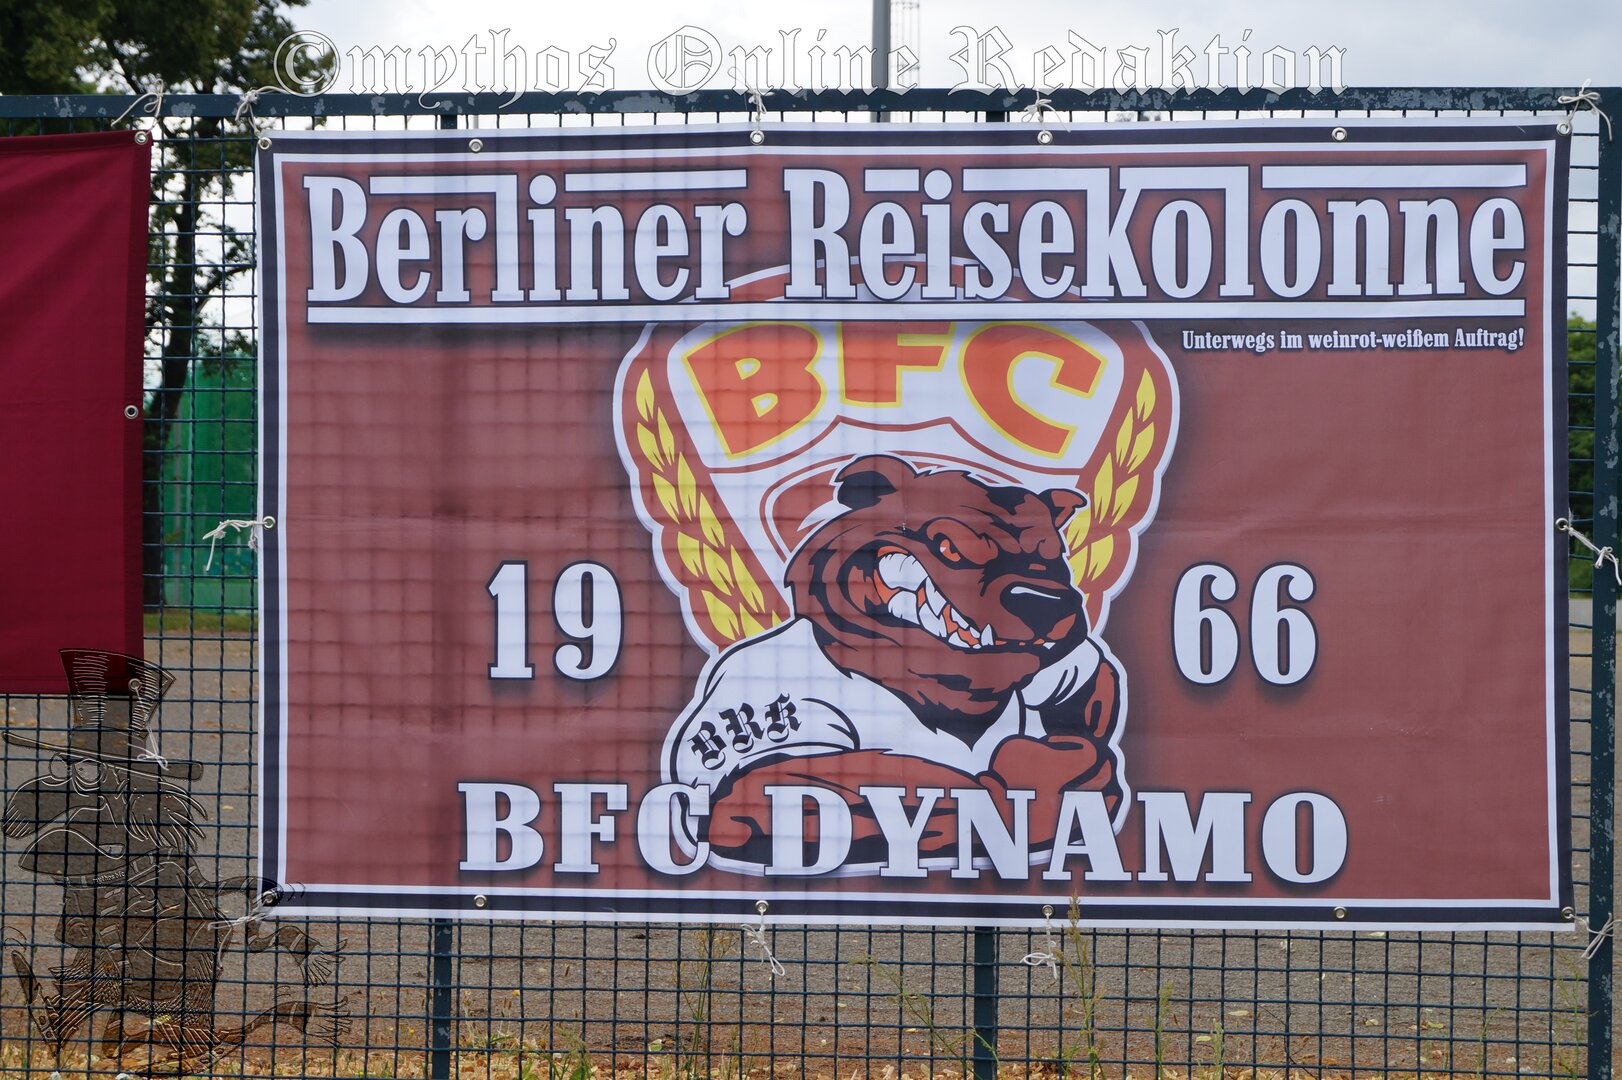 ©mythos Online Redaktion
Berliner Reisekolonne
Unterwegs im weinrot-weißem Auftrag!
BFC
19 66
BRK
BFC DYNAMO